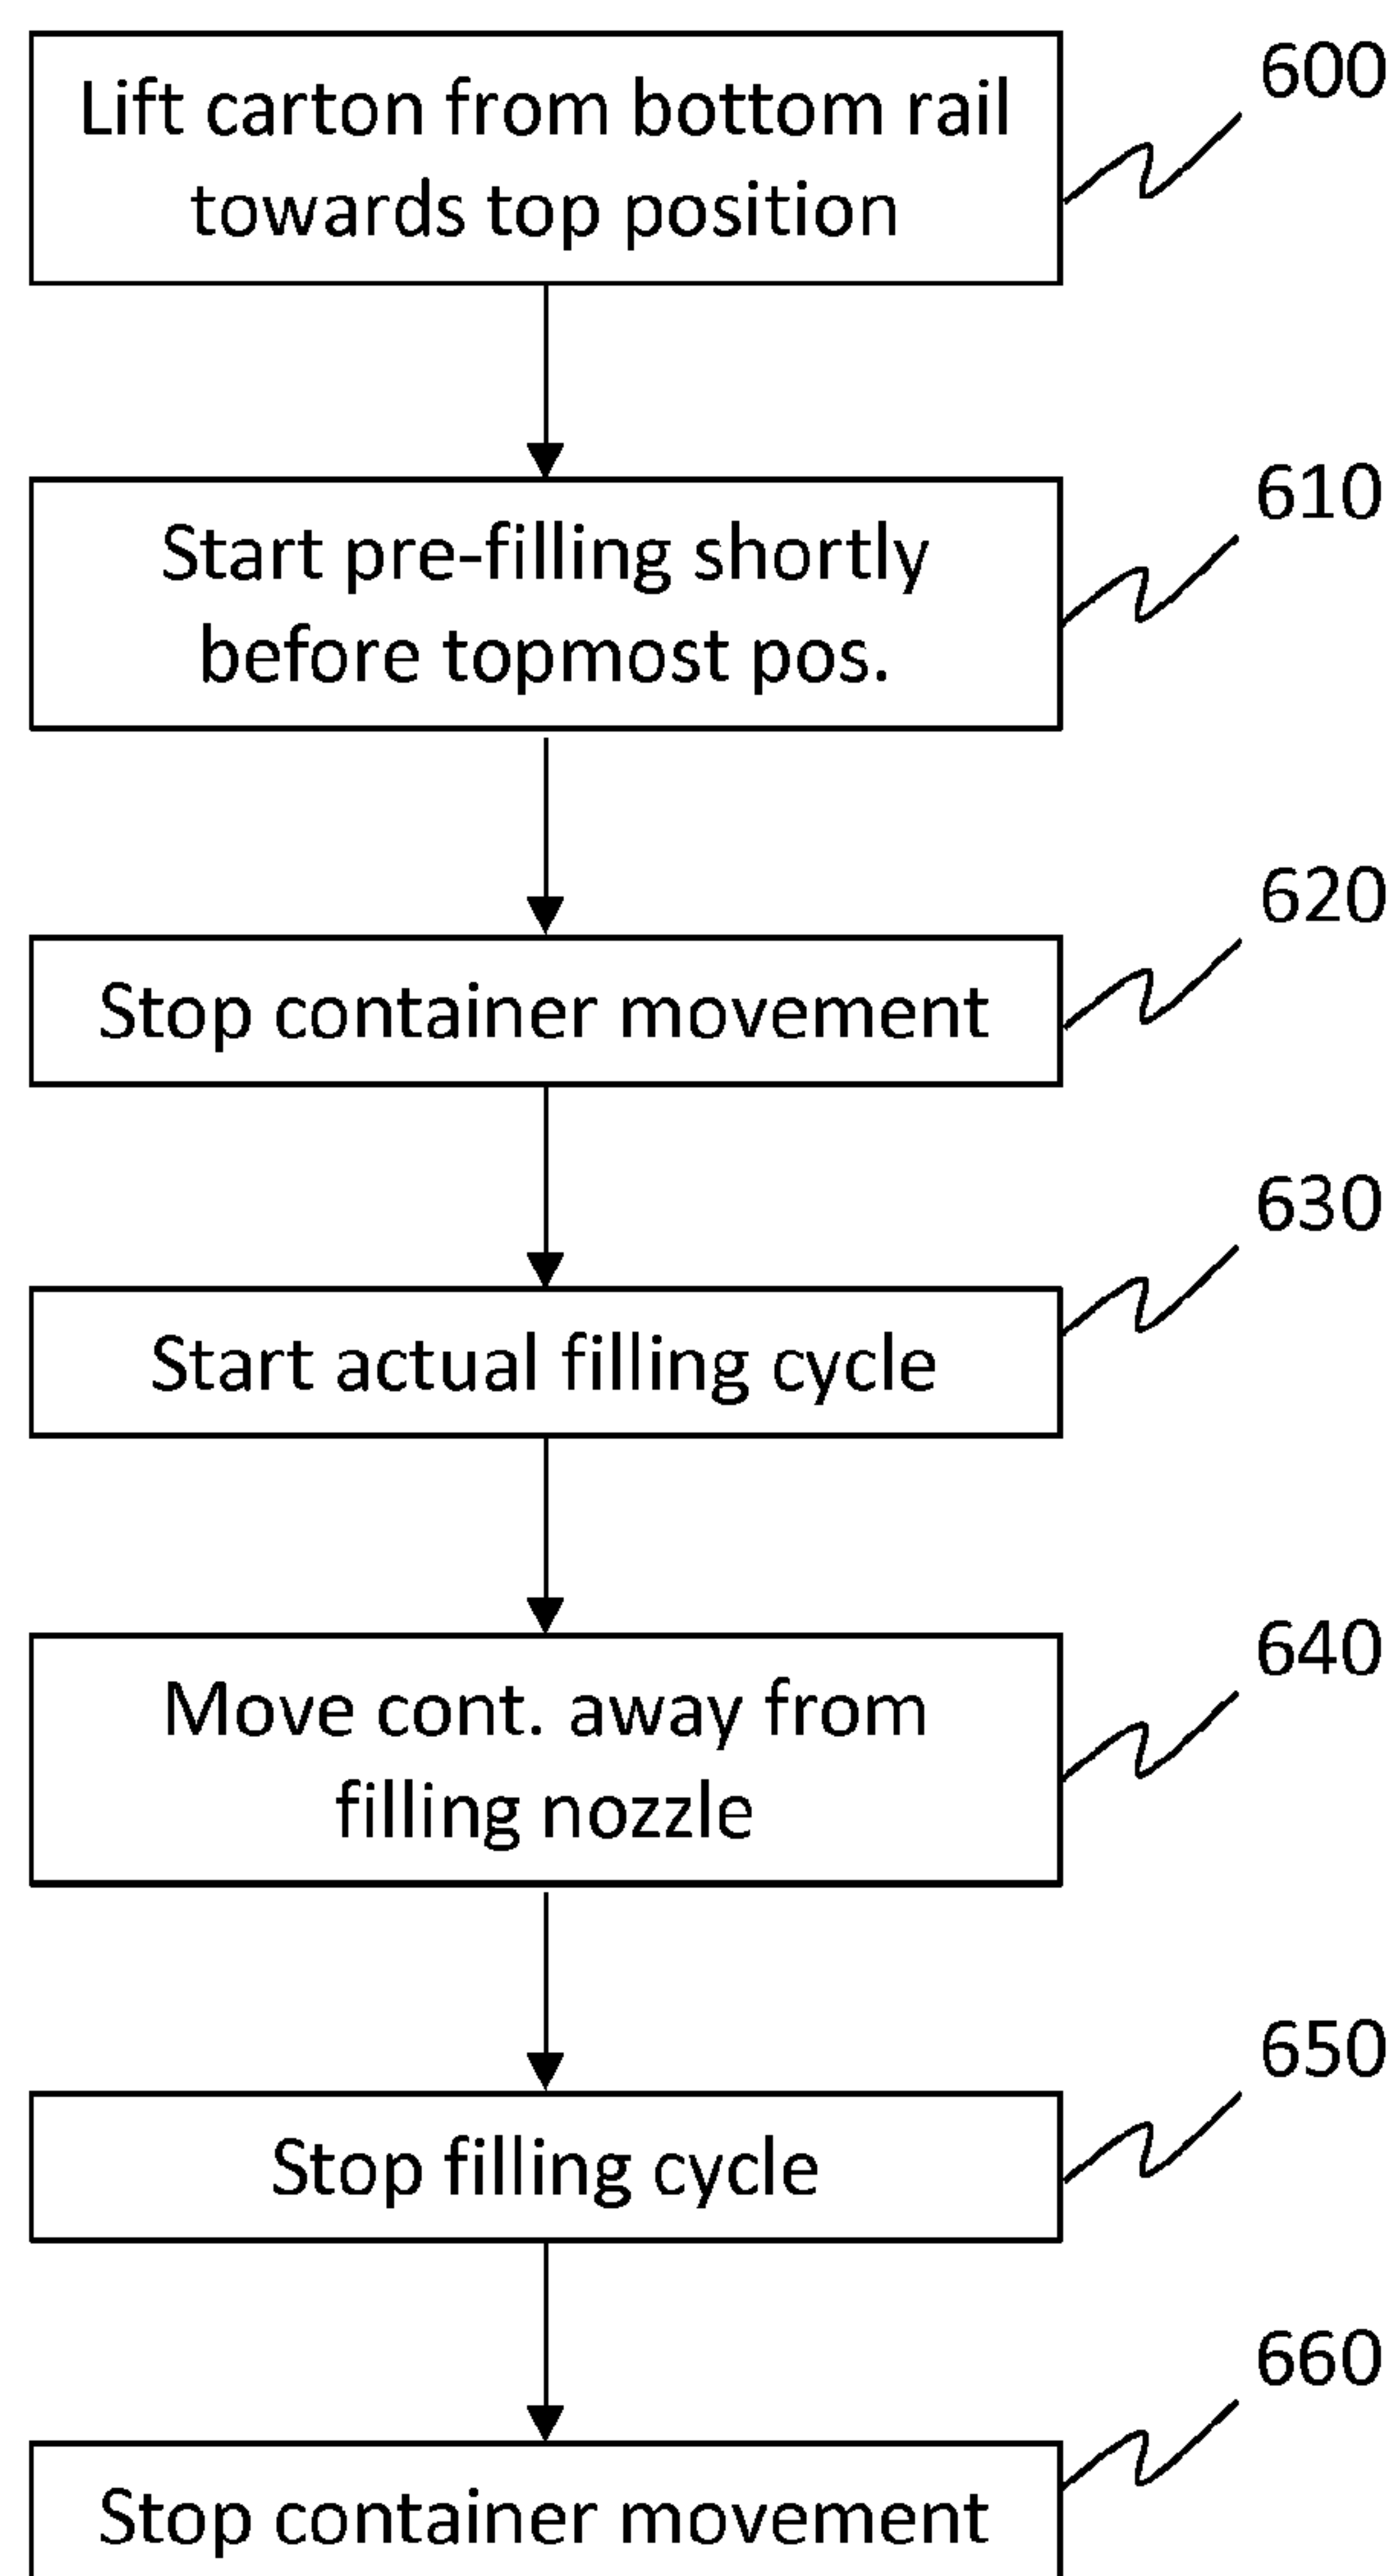 Lift carton from bottom rail
towards top position
600
Start pre-filling shortly
before topmost pos.
610
Stop container movement
620
Start actual filling cycle
630
Move cont. away from
filling nozzle
640
Stop filling cycle
650
Stop container movement
660